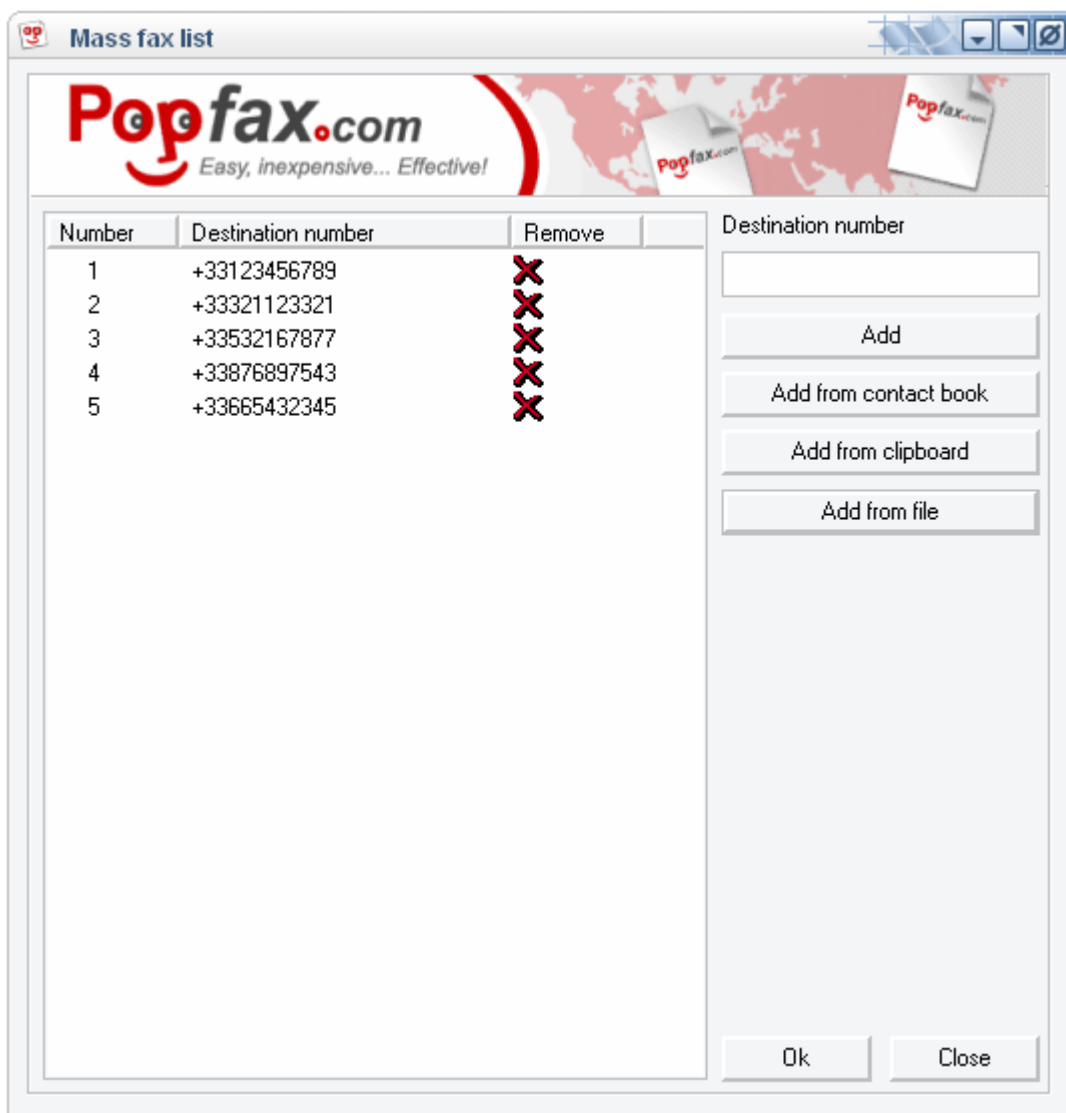 Mass fax list
Popfax.com
Easy, inexpensive... Effective!
Popfax.com
Popfax.com
Number Destination number Remove
1 +33123456789
2 +33321123321
3 +33532167877
4 +33876897543
5 +33665432345
Destination number
Add
Add from contact book
Add from clipboard
Add from file
Ok Close